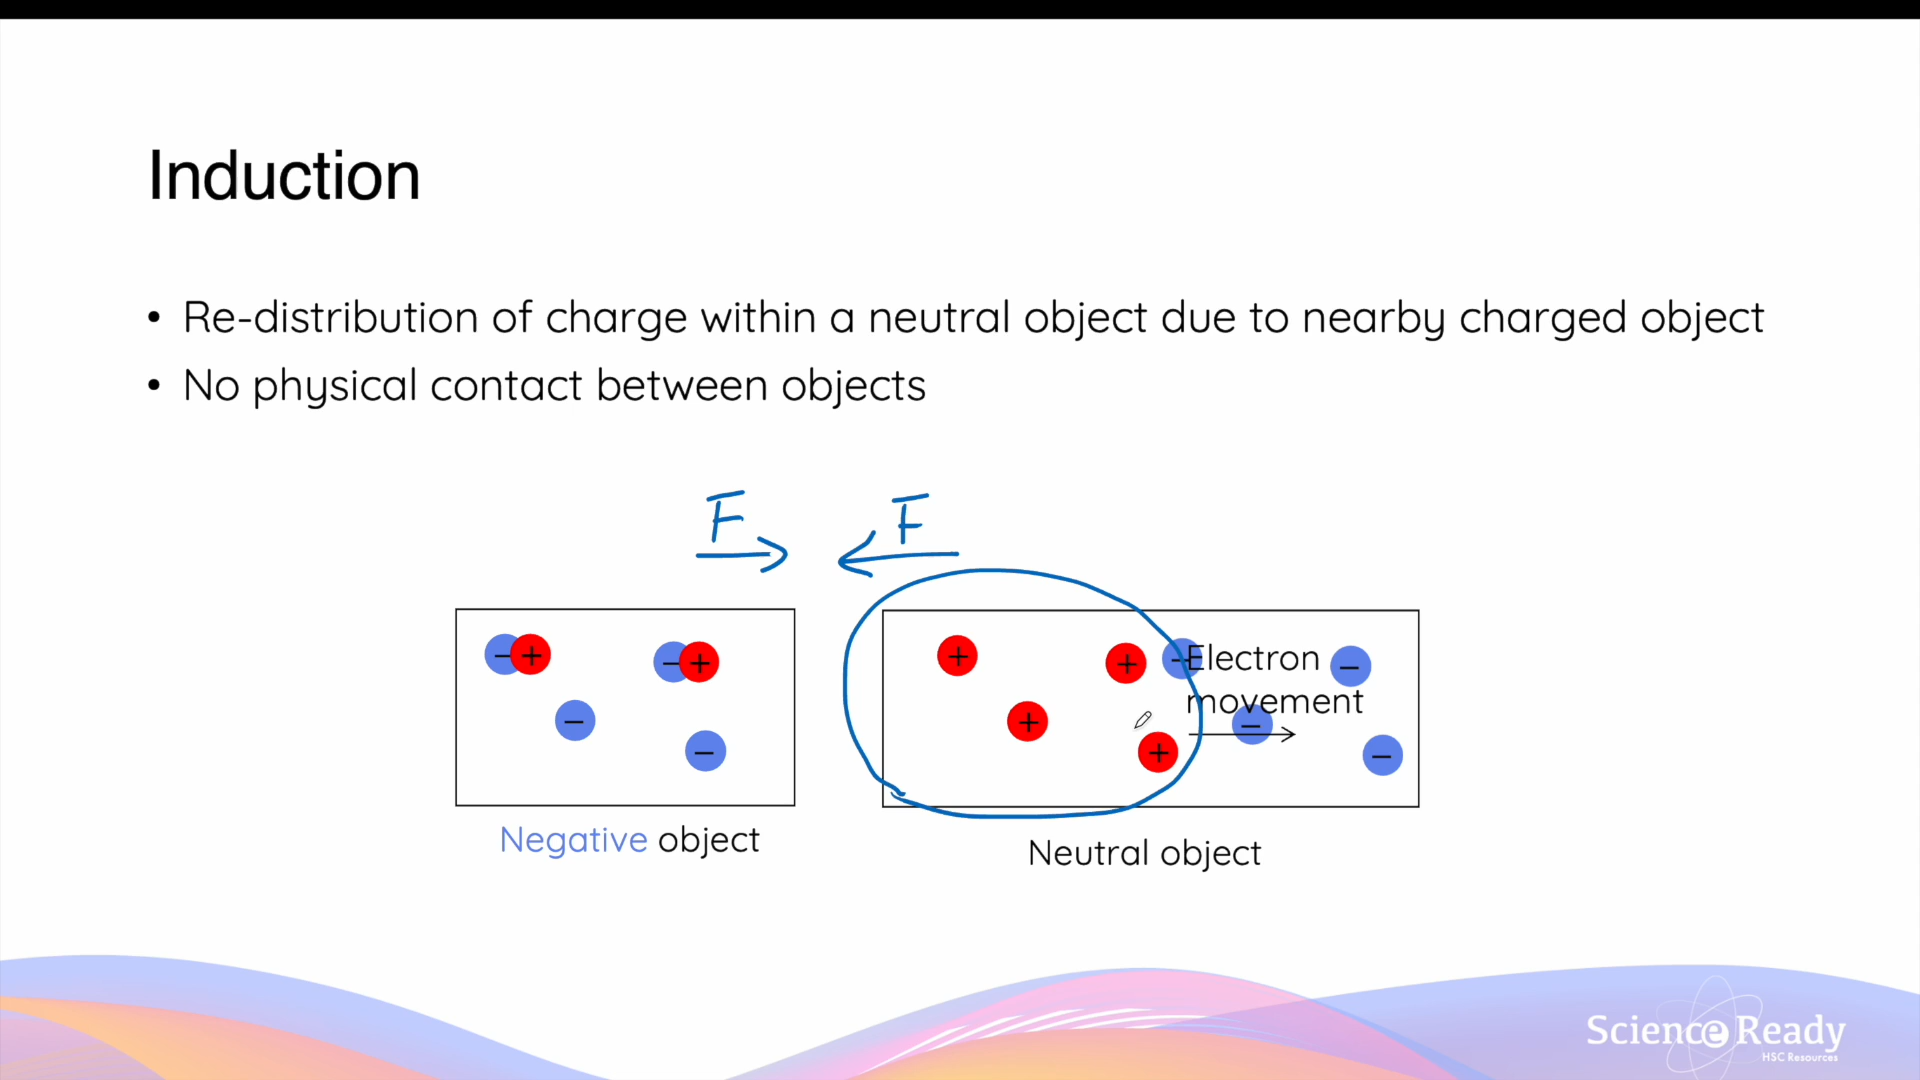 Induction
• Re-distribution of charge within a neutral object due to nearby charged object
• No physical contact between objects
F F
− + − + + + − Electron −
movement
− − + + − −
Negative object
Neutral object
Science Ready
HSC Resources